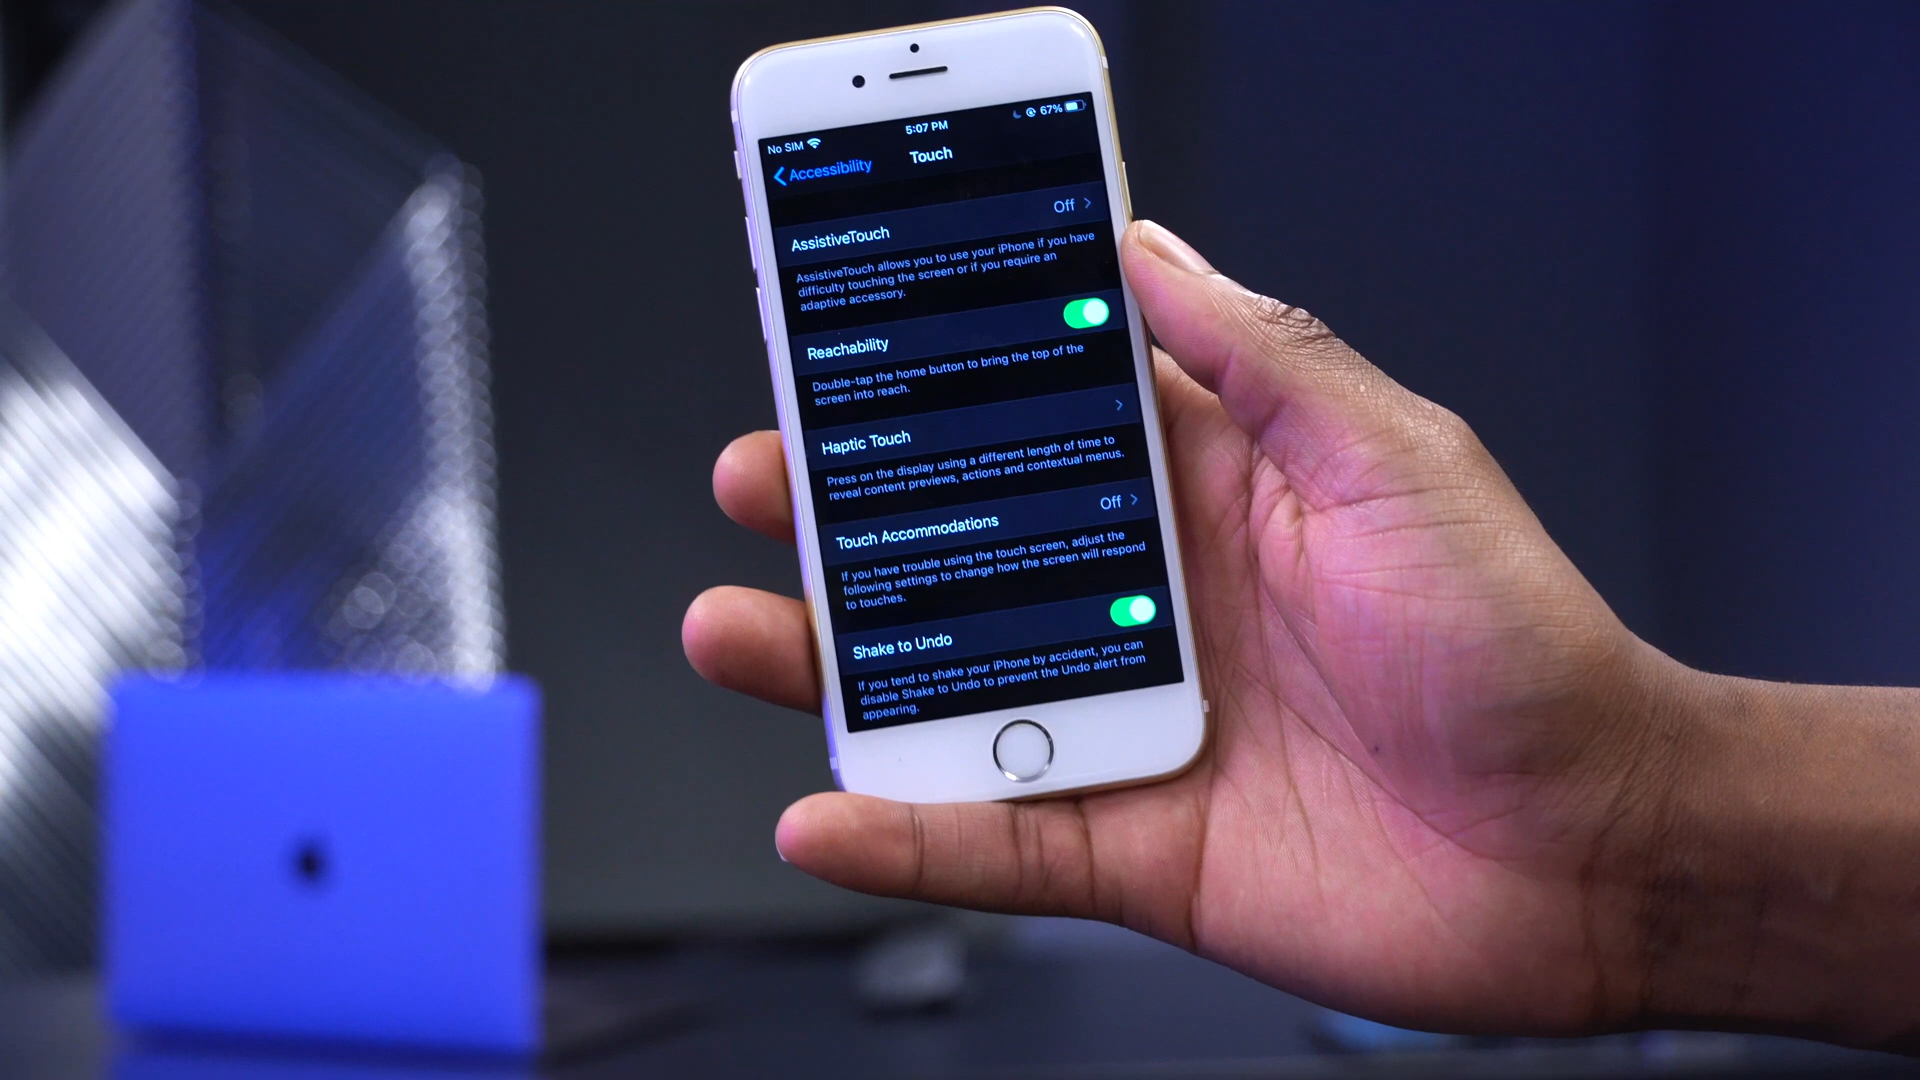 No SIM 5:07 PM 67%
Accessibility Touch
AssistiveTouch Off
AssistiveTouch allows you to use your iPhone if you have
difficulty touching the screen or if you require an
adaptive accessory.
Reachability
Double-tap the home button to bring the top of the
screen into reach.
Haptic Touch
Press on the display using a different length of time to
reveal content previews, actions and contextual menus.
Touch Accommodations Off
If you have trouble using the touch screen, adjust the
following settings to change how the screen will respond
to touches.
Shake to Undo
If you tend to shake your iPhone by accident, you can
disable Shake to Undo to prevent the Undo alert from
appearing.